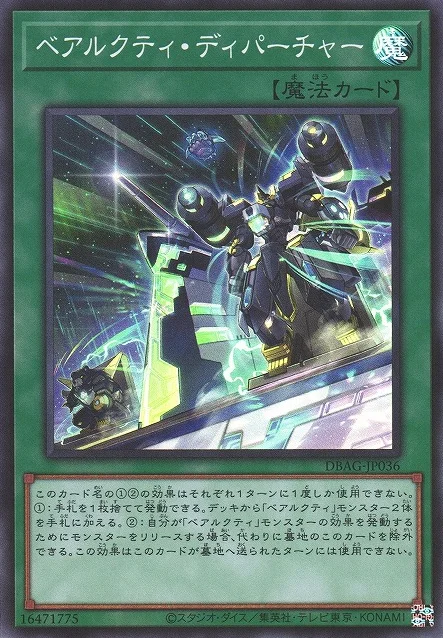 ベアルクティ・ディパーチャー
魔
【魔法カード】
DBAG-JP036
このカード名の①②の効果はそれぞれ1ターンに1度しか使用できない。
①:手札を1枚捨てて発動できる。デッキから「ベアルクティ」モンスター2体
を手札に加える。②:自分が「ベアルクティ」モンスターの効果を発動する
ためにモンスターをリリースする場合、代わりに墓地のこのカードを除外
できる。この効果はこのカードが墓地へ送られたターンには使用できない。
16471775
©スタジオ・ダイス/集英社・テレビ東京・KONAMI